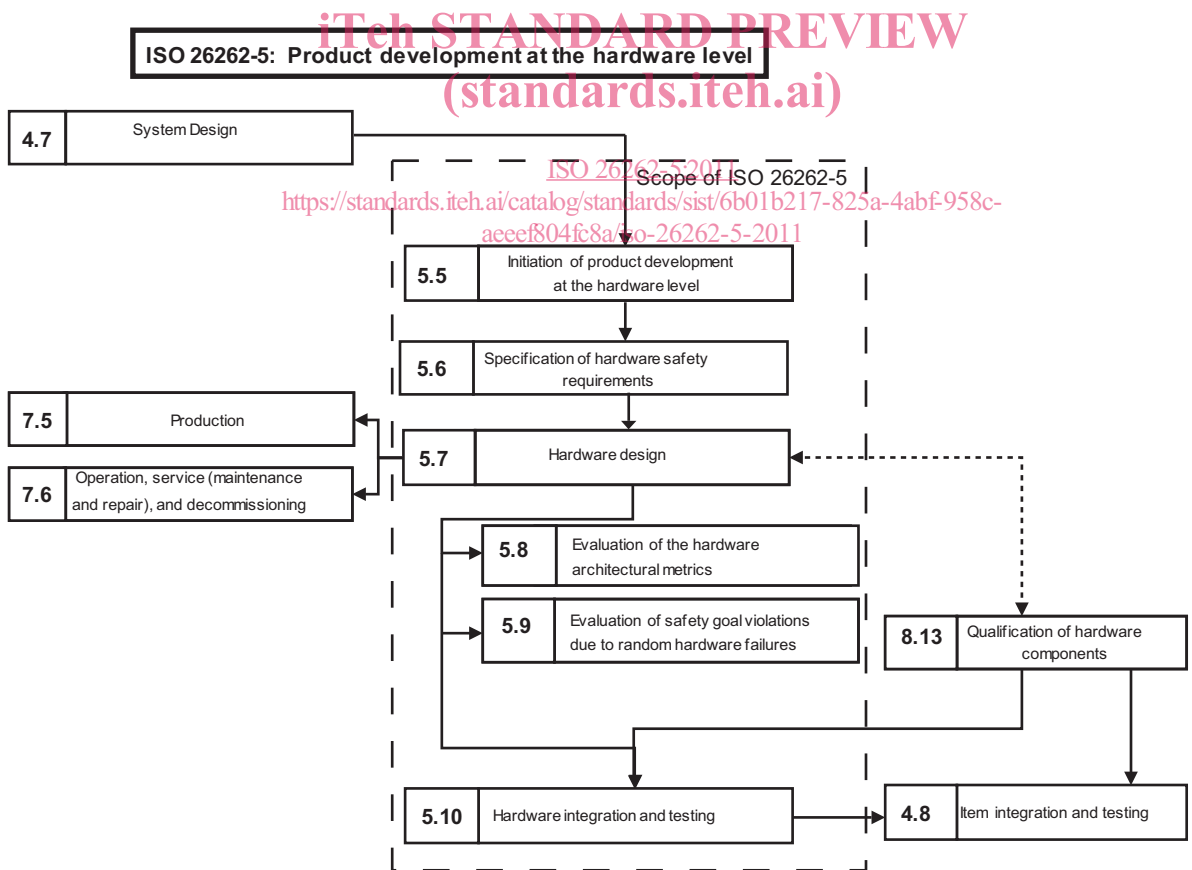 iTeh STANDARD PREVIEW
ISO 26262-5: Product development at the hardware level
(standards.iteh.ai)
4.7
System Design
ISO 26262-5:2011
Scope of ISO 26262-5
https://standards.iteh.ai/catalog/standards/sist/6b01b217-825a-4abf-958c-
aeeef804fc8a/iso-26262-5-2011
5.5
Initiation of product development
at the hardware level
5.6
Specification of hardware safety
requirements
7.5
Production
5.7
Hardware design
7.6
Operation, service (maintenance
and repair), and decommissioning
5.8
Evaluation of the hardware
architectural metrics
5.9
Evaluation of safety goal violations
due to random hardware failures
8.13
Qualification of hardware
components
5.10
Hardware integration and testing
4.8
Item integration and testing